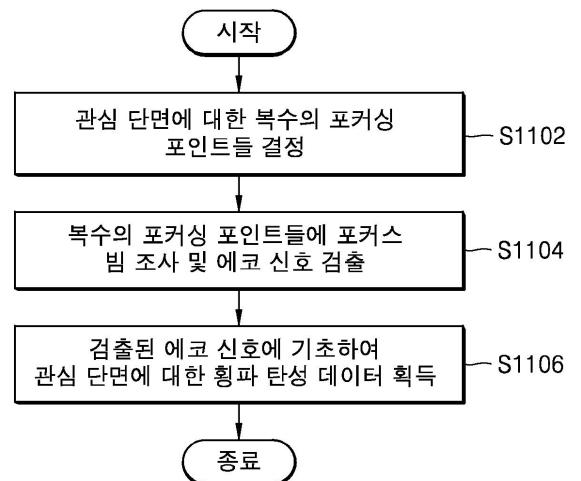 시작
관심 단면에 대한 복수의 포커싱
포인트들 결정
S1102
복수의 포커싱 포인트들에 포커스
빔 조사 및 에코 신호 검출
S1104
검출된 에코 신호에 기초하여
관심 단면에 대한 횡파 탄성 데이터 획득
S1106
종료